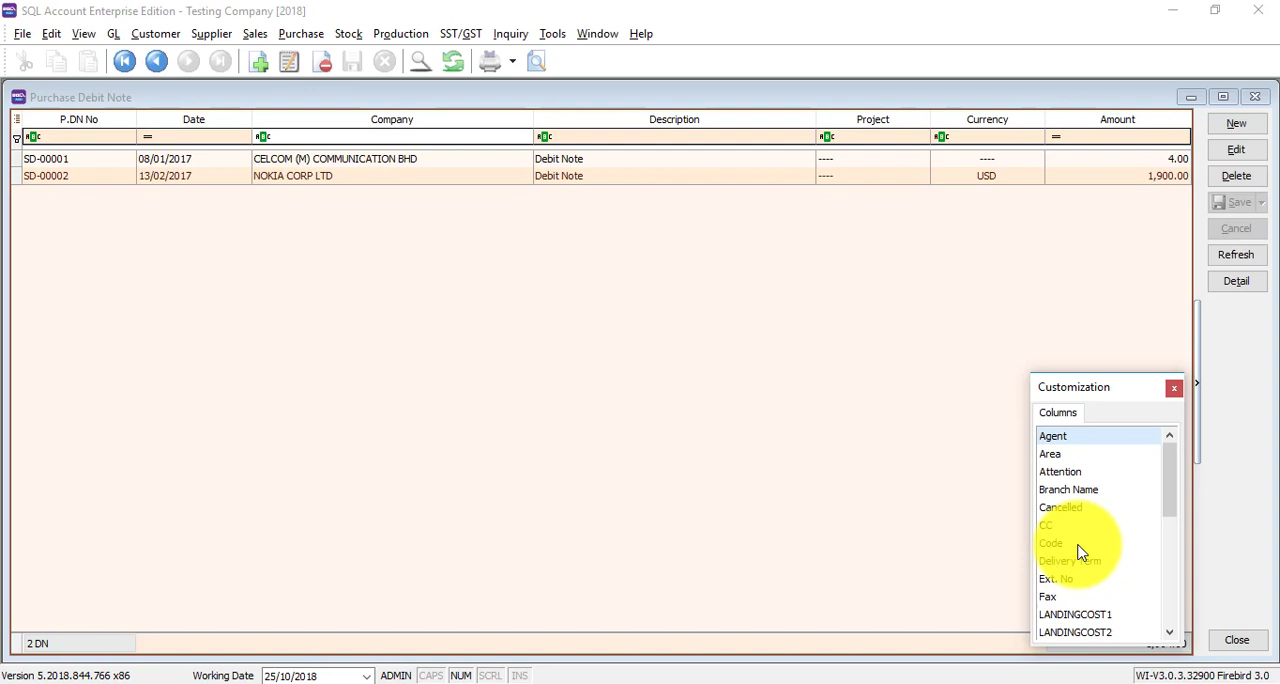 SQL Account Enterprise Edition - Testing Company [2018]
File Edit View GL Customer Supplier Sales Purchase Stock Production SST/GST Inquiry Tools Window Help
Purchase Debit Note
P.DN No Date Company Description Project Currency Amount
SD-00001 08/01/2017 CELCOM (M) COMMUNICATION BHD Debit Note ---- ---- 4.00
SD-00002 13/02/2017 NOKIA CORP LTD Debit Note ---- USD 1,900.00
New
Edit
Delete
Save
Cancel
Refresh
Detail
Customization
Columns
Agent
Area
Attention
Branch Name
Cancelled
CC
Code
Delivery Term
Ext. No
Fax
LANDINGCOST1
LANDINGCOST2
2 DN
Close
Version 5.2018.844.766 x86 Working Date 25/10/2018 ADMIN CAPS NUM SCRL INS WI-V3.0.3.32900 Firebird 3.0